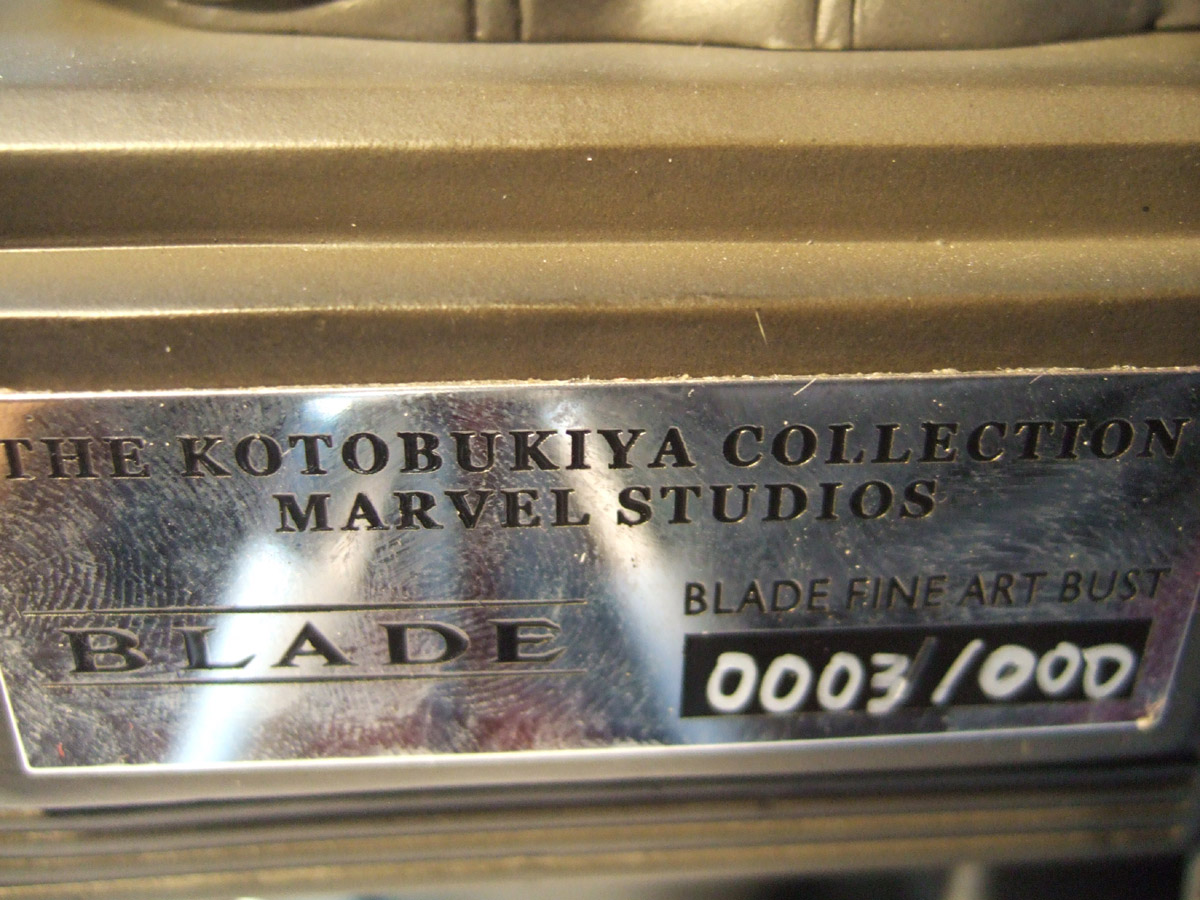 THE KOTOBUKIYA COLLECTION
MARVEL STUDIOS
BLADE
BLADE FINE ART BUST
0003/000